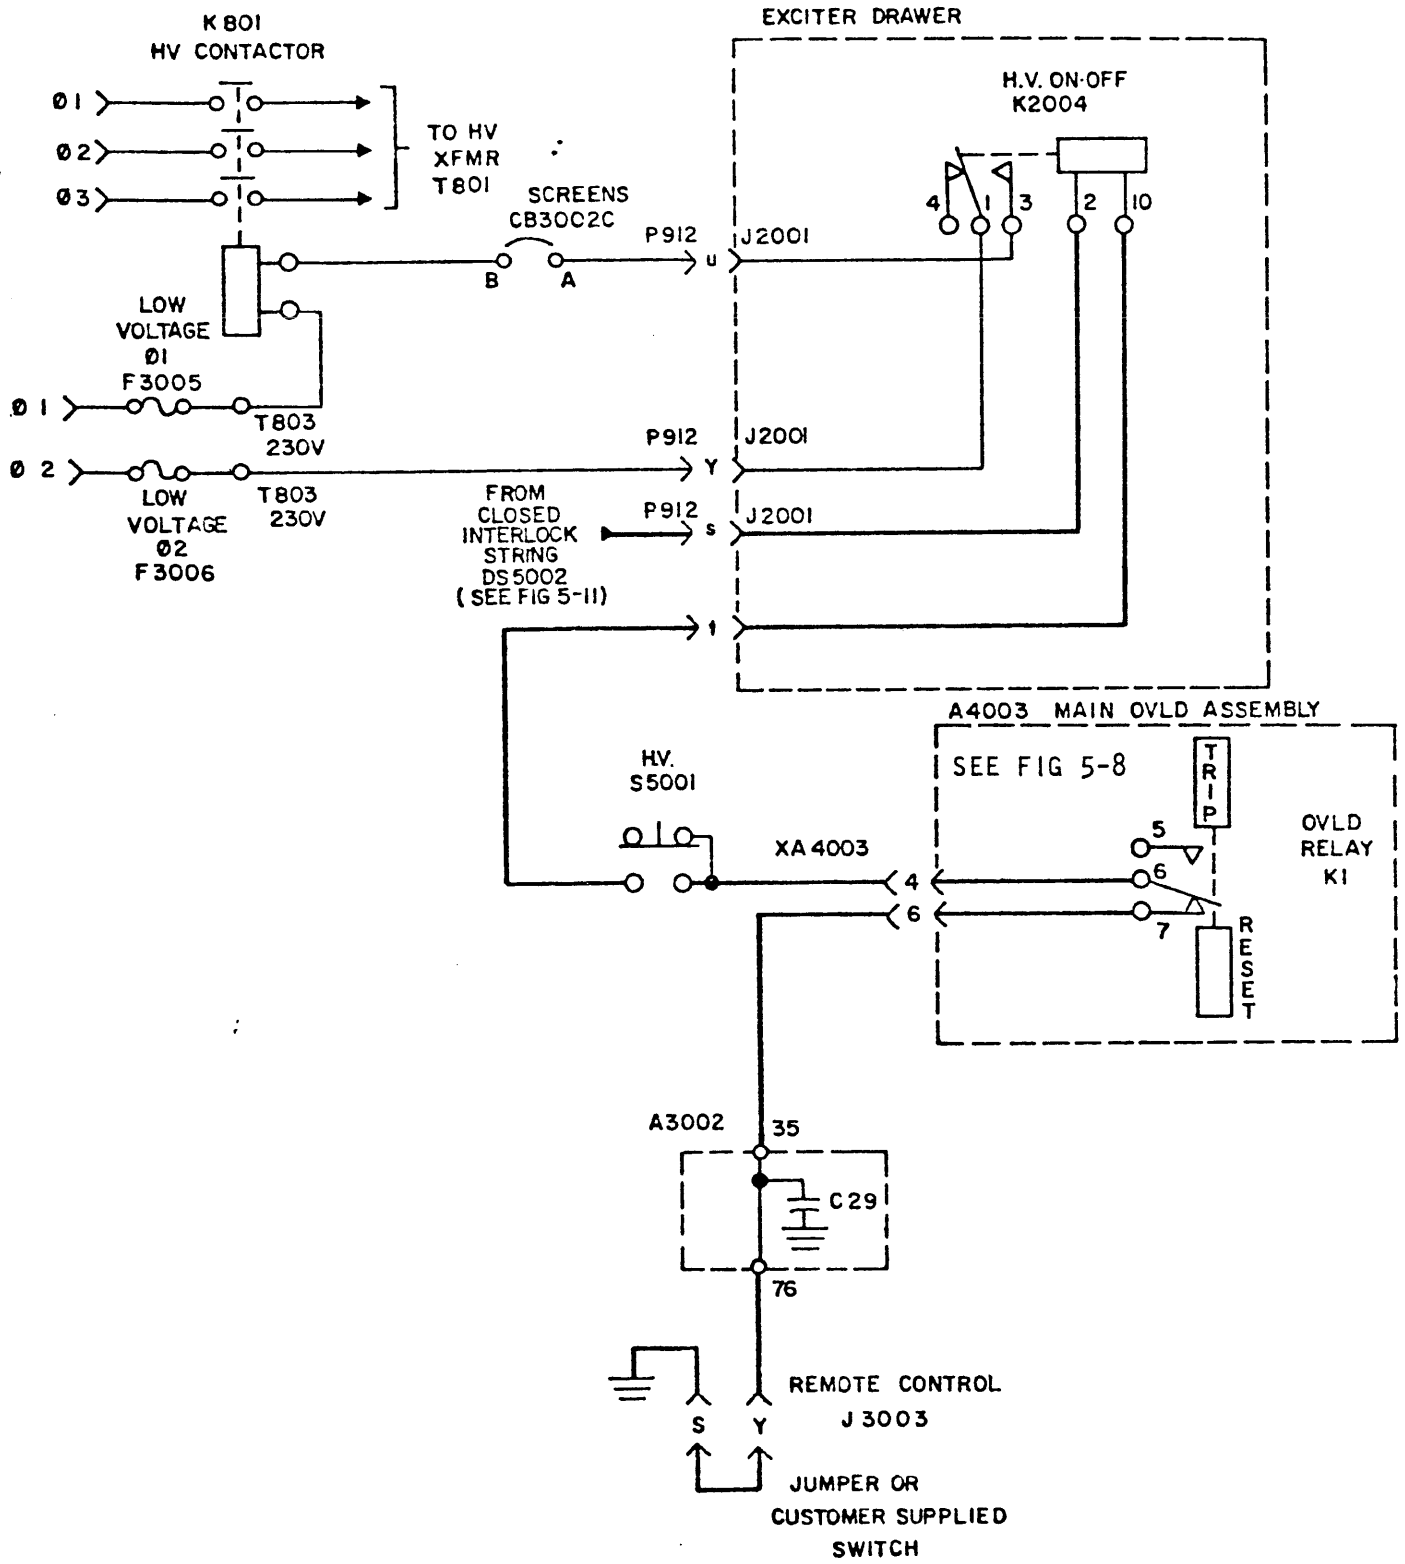 EXCITER DRAWER
K801
HV CONTACTOR
Ø1
Ø2
Ø3
TO HV
XFMR
T801
H.V. ON-OFF
K2004
4
1
3
2
10
SCREENS
CB3002C
B
A
P912
u
J2001
LOW
VOLTAGE
Ø1
F3005
Ø1
T803
230V
Ø2
T803
230V
LOW
VOLTAGE
Ø2
F3006
P912
Y
J2001
FROM
CLOSED
INTERLOCK
STRING
DS5002
(SEE FIG 5-11)
P912
s
J2001
t
A4003 MAIN OVLD ASSEMBLY
SEE FIG 5-8
TRIP
OVLD
RELAY
K1
5
6
7
RESET
H.V.
S5001
XA4003
4
6
A3002
35
C29
76
REMOTE CONTROL
J3003
S
Y
JUMPER OR
CUSTOMER SUPPLIED
SWITCH